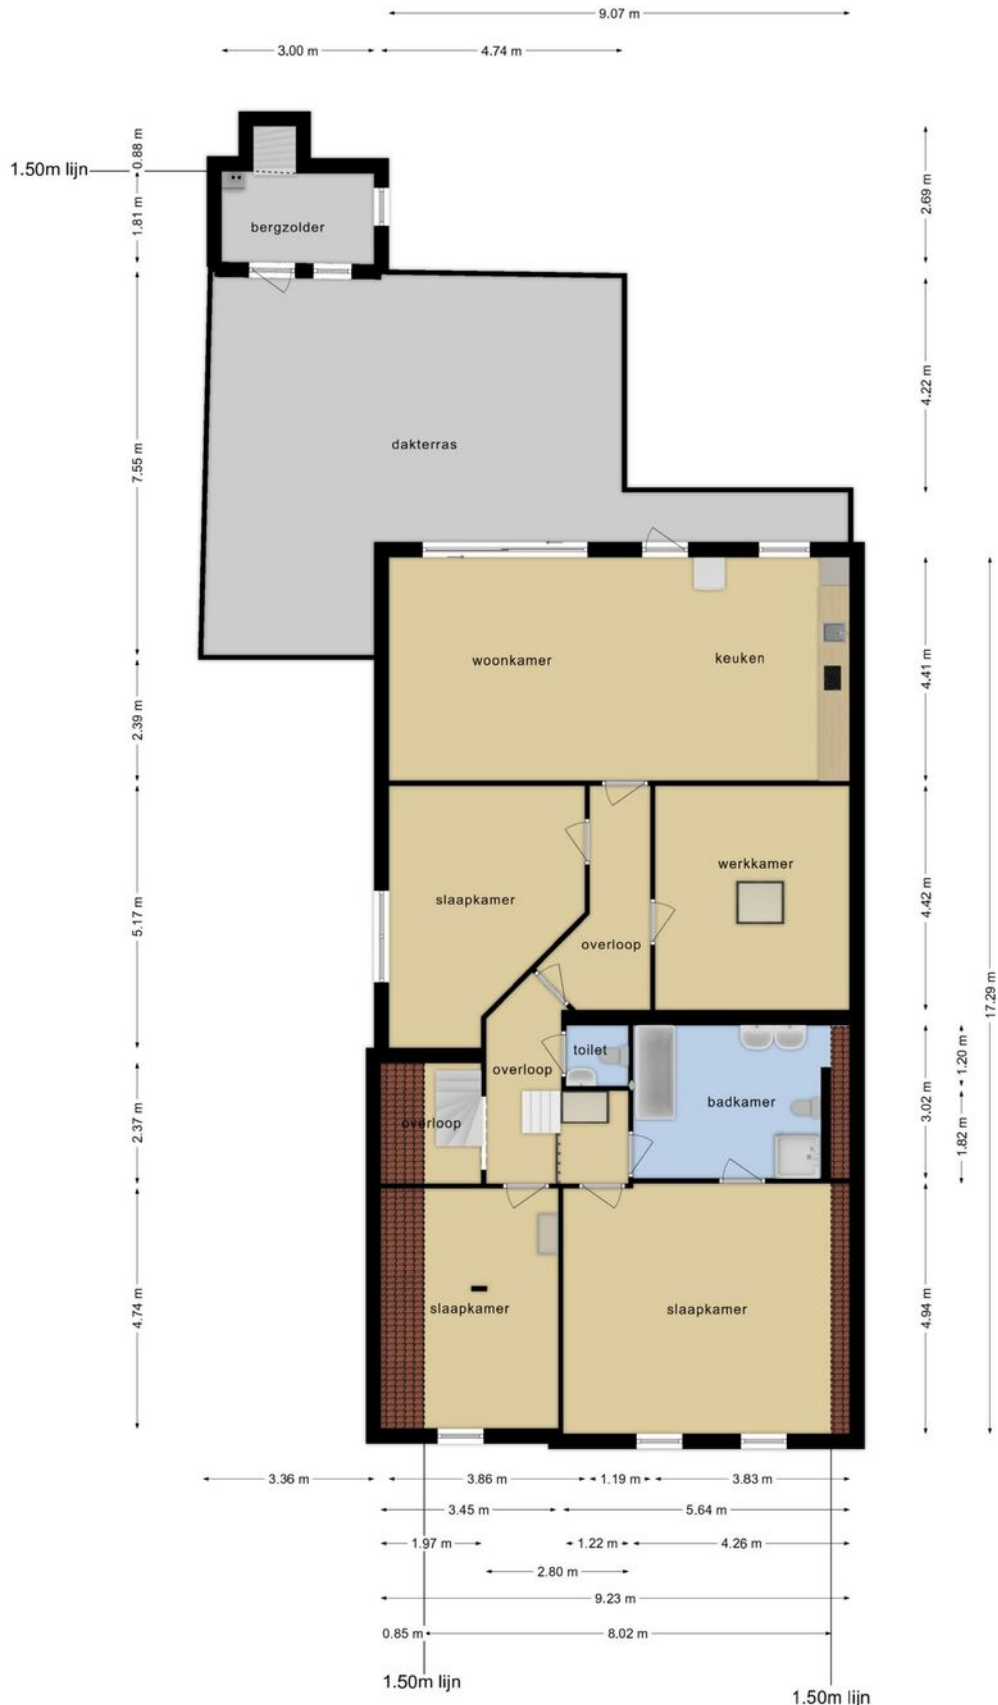 9.07 m
3.00 m
4.74 m
0.88 m
1.50m lijn
1.81 m
2.69 m
bergzolder
7.55 m
4.22 m
dakterras
woonkamer
keuken
4.41 m
2.39 m
17.29 m
slaapkamer
werkkamer
5.17 m
4.42 m
overloop
toilet
overloop
badkamer
overloop
2.37 m
3.02 m
1.20 m
1.82 m
slaapkamer
slaapkamer
4.74 m
4.94 m
3.36 m
3.86 m
1.19 m
3.83 m
3.45 m
5.64 m
1.97 m
1.22 m
4.26 m
2.80 m
9.23 m
0.85 m
8.02 m
1.50m lijn
1.50m lijn